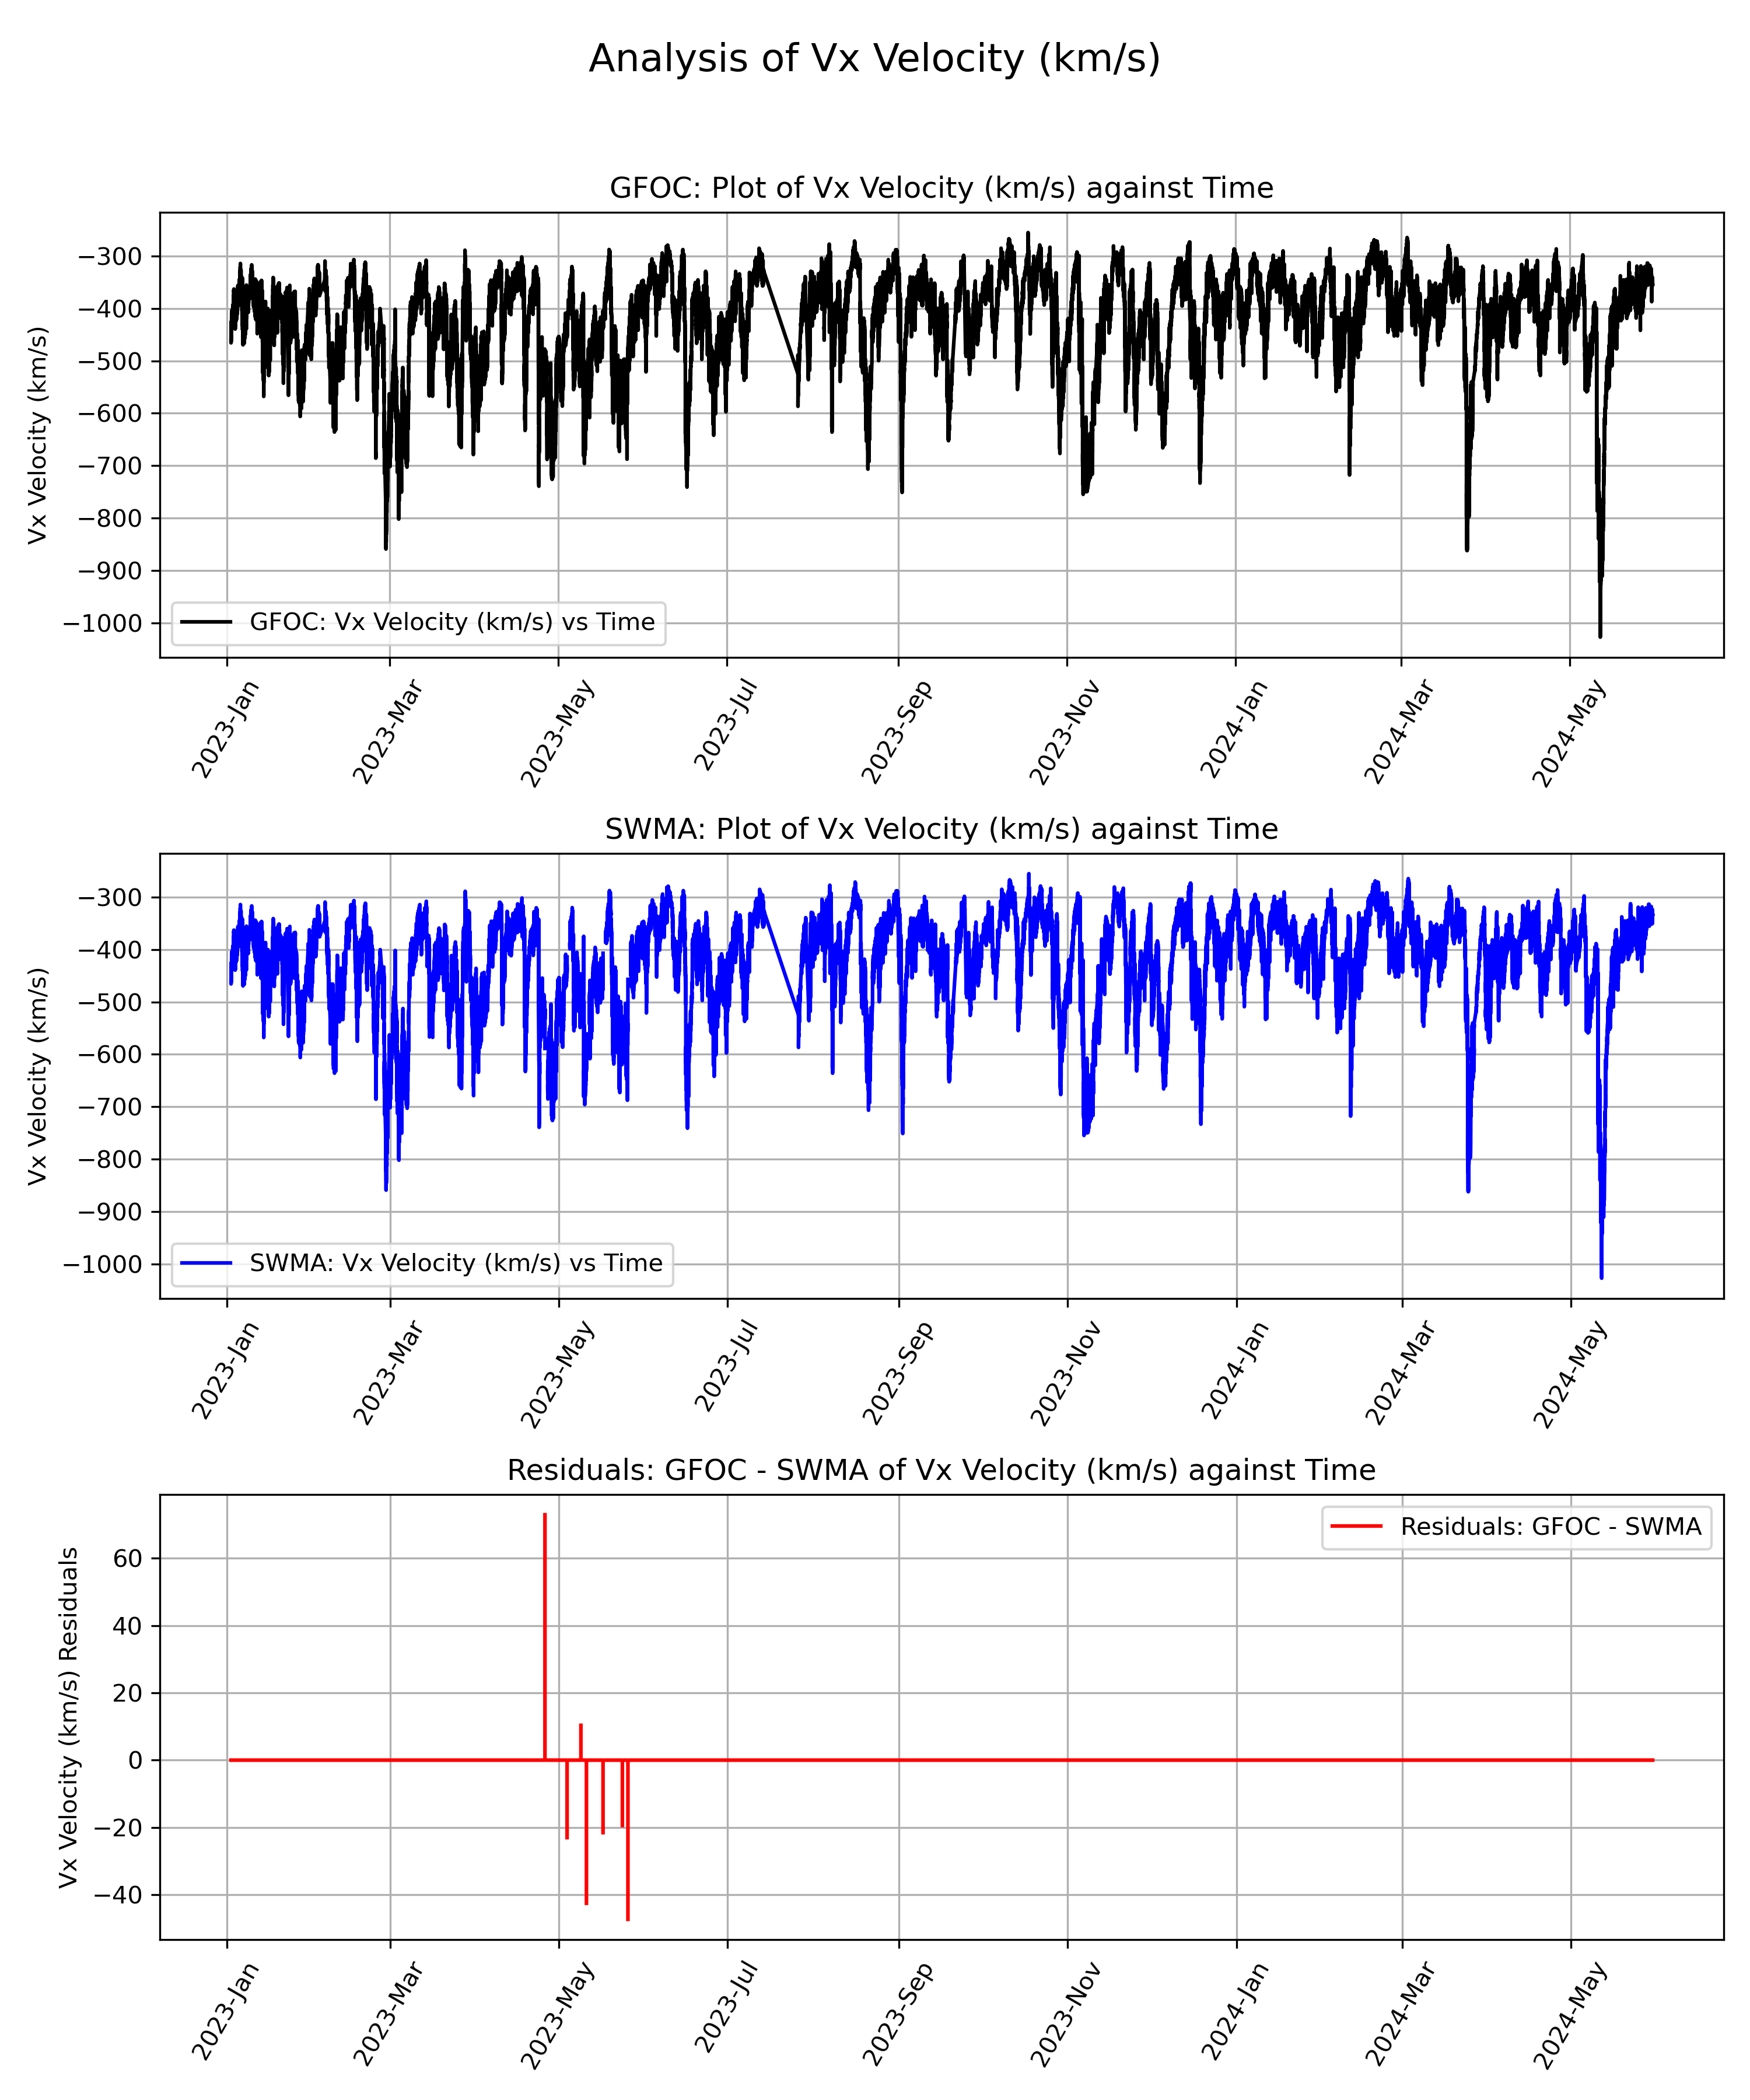 Analysis of Vx Velocity (km/s)
GFOC: Plot of Vx Velocity (km/s) against Time
Vx Velocity (km/s)
−300
−400
−500
−600
−700
−800
−900
−1000
GFOC: Vx Velocity (km/s) vs Time
2023-Jan
2023-Mar
2023-May
2023-Jul
2023-Sep
2023-Nov
2024-Jan
2024-Mar
2024-May
SWMA: Plot of Vx Velocity (km/s) against Time
Vx Velocity (km/s)
−300
−400
−500
−600
−700
−800
−900
−1000
SWMA: Vx Velocity (km/s) vs Time
2023-Jan
2023-Mar
2023-May
2023-Jul
2023-Sep
2023-Nov
2024-Jan
2024-Mar
2024-May
Residuals: GFOC - SWMA of Vx Velocity (km/s) against Time
Vx Velocity (km/s) Residuals
Residuals: GFOC - SWMA
60
40
20
0
−20
−40
2023-Jan
2023-Mar
2023-May
2023-Jul
2023-Sep
2023-Nov
2024-Jan
2024-Mar
2024-May